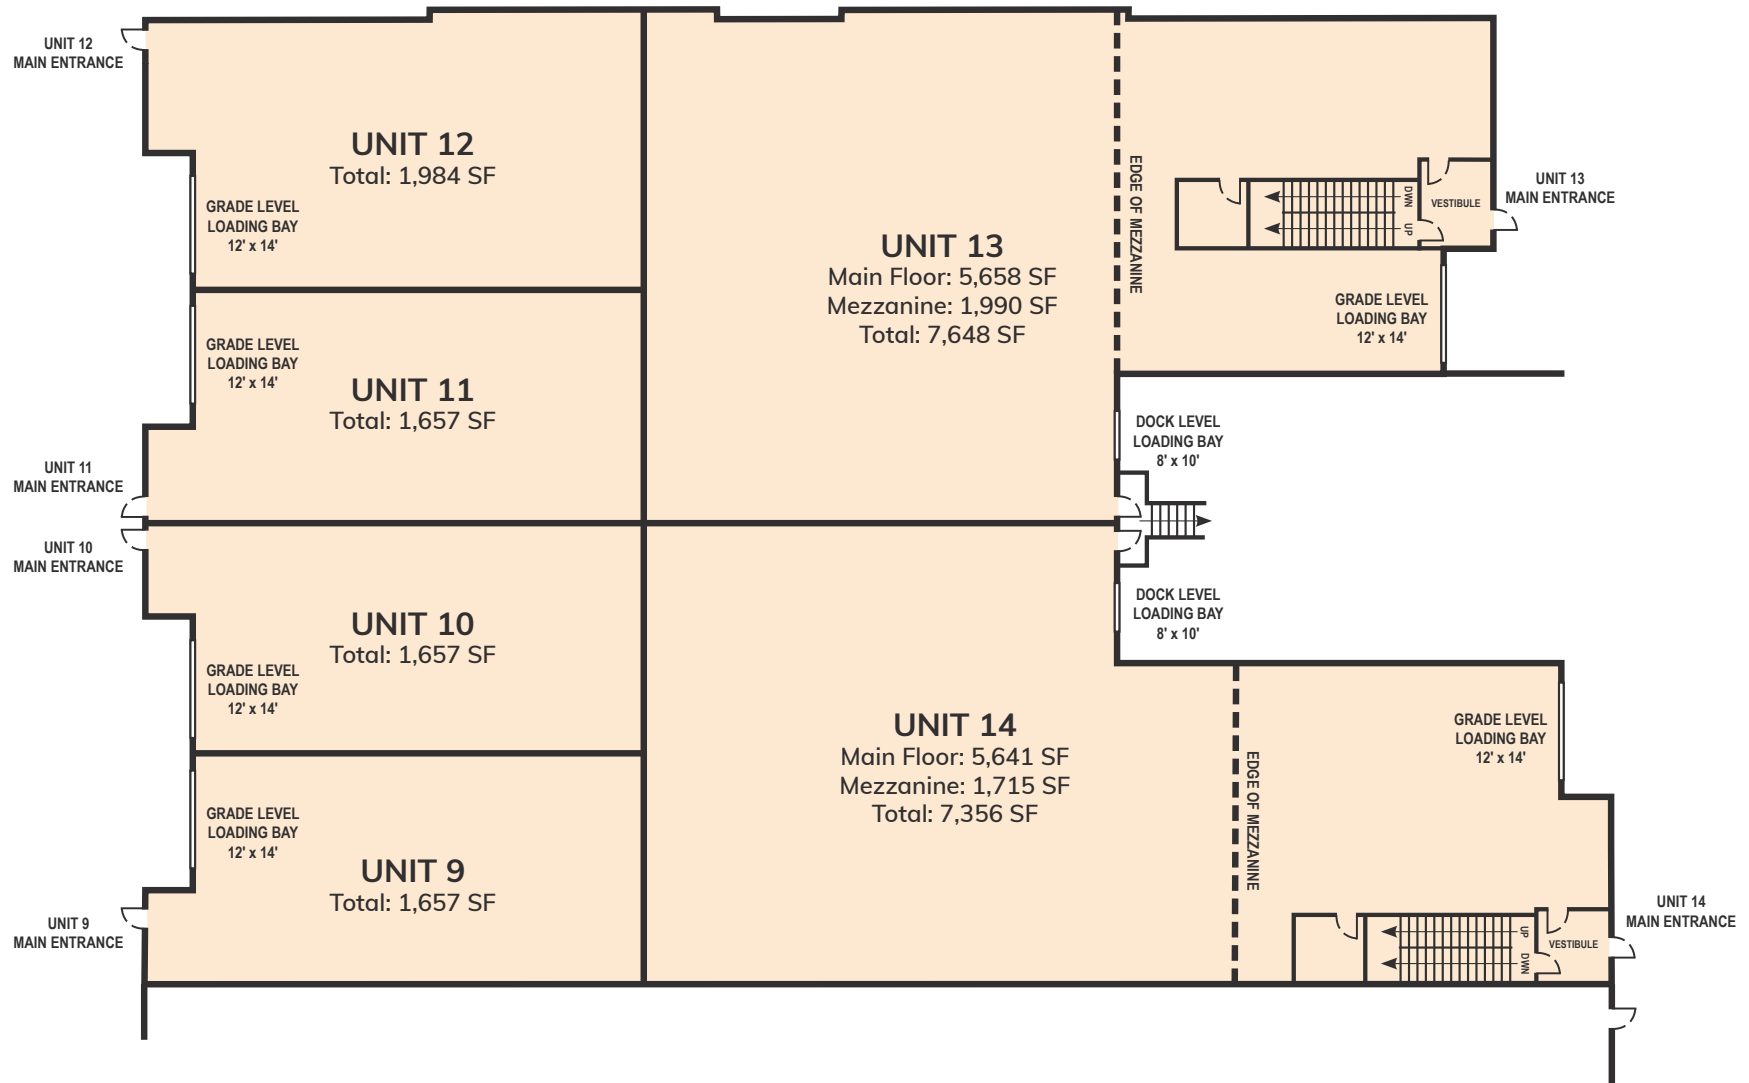 UNIT 12
MAIN ENTRANCE
UNIT 12
Total: 1,984 SF
GRADE LEVEL
LOADING BAY
12' x 14'
GRADE LEVEL
LOADING BAY
12' x 14'
UNIT 11
Total: 1,657 SF
UNIT 11
MAIN ENTRANCE
UNIT 10
MAIN ENTRANCE
UNIT 10
Total: 1,657 SF
GRADE LEVEL
LOADING BAY
12' x 14'
GRADE LEVEL
LOADING BAY
12' x 14'
UNIT 9
Total: 1,657 SF
UNIT 9
MAIN ENTRANCE
UNIT 13
Main Floor: 5,658 SF
Mezzanine: 1,990 SF
Total: 7,648 SF
EDGE OF MEZZANINE
DWN
UP
VESTIBULE
UNIT 13
MAIN ENTRANCE
GRADE LEVEL
LOADING BAY
12' x 14'
DOCK LEVEL
LOADING BAY
8' x 10'
DOCK LEVEL
LOADING BAY
8' x 10'
UNIT 14
Main Floor: 5,641 SF
Mezzanine: 1,715 SF
Total: 7,356 SF
EDGE OF MEZZANINE
GRADE LEVEL
LOADING BAY
12' x 14'
UP
DWN
VESTIBULE
UNIT 14
MAIN ENTRANCE